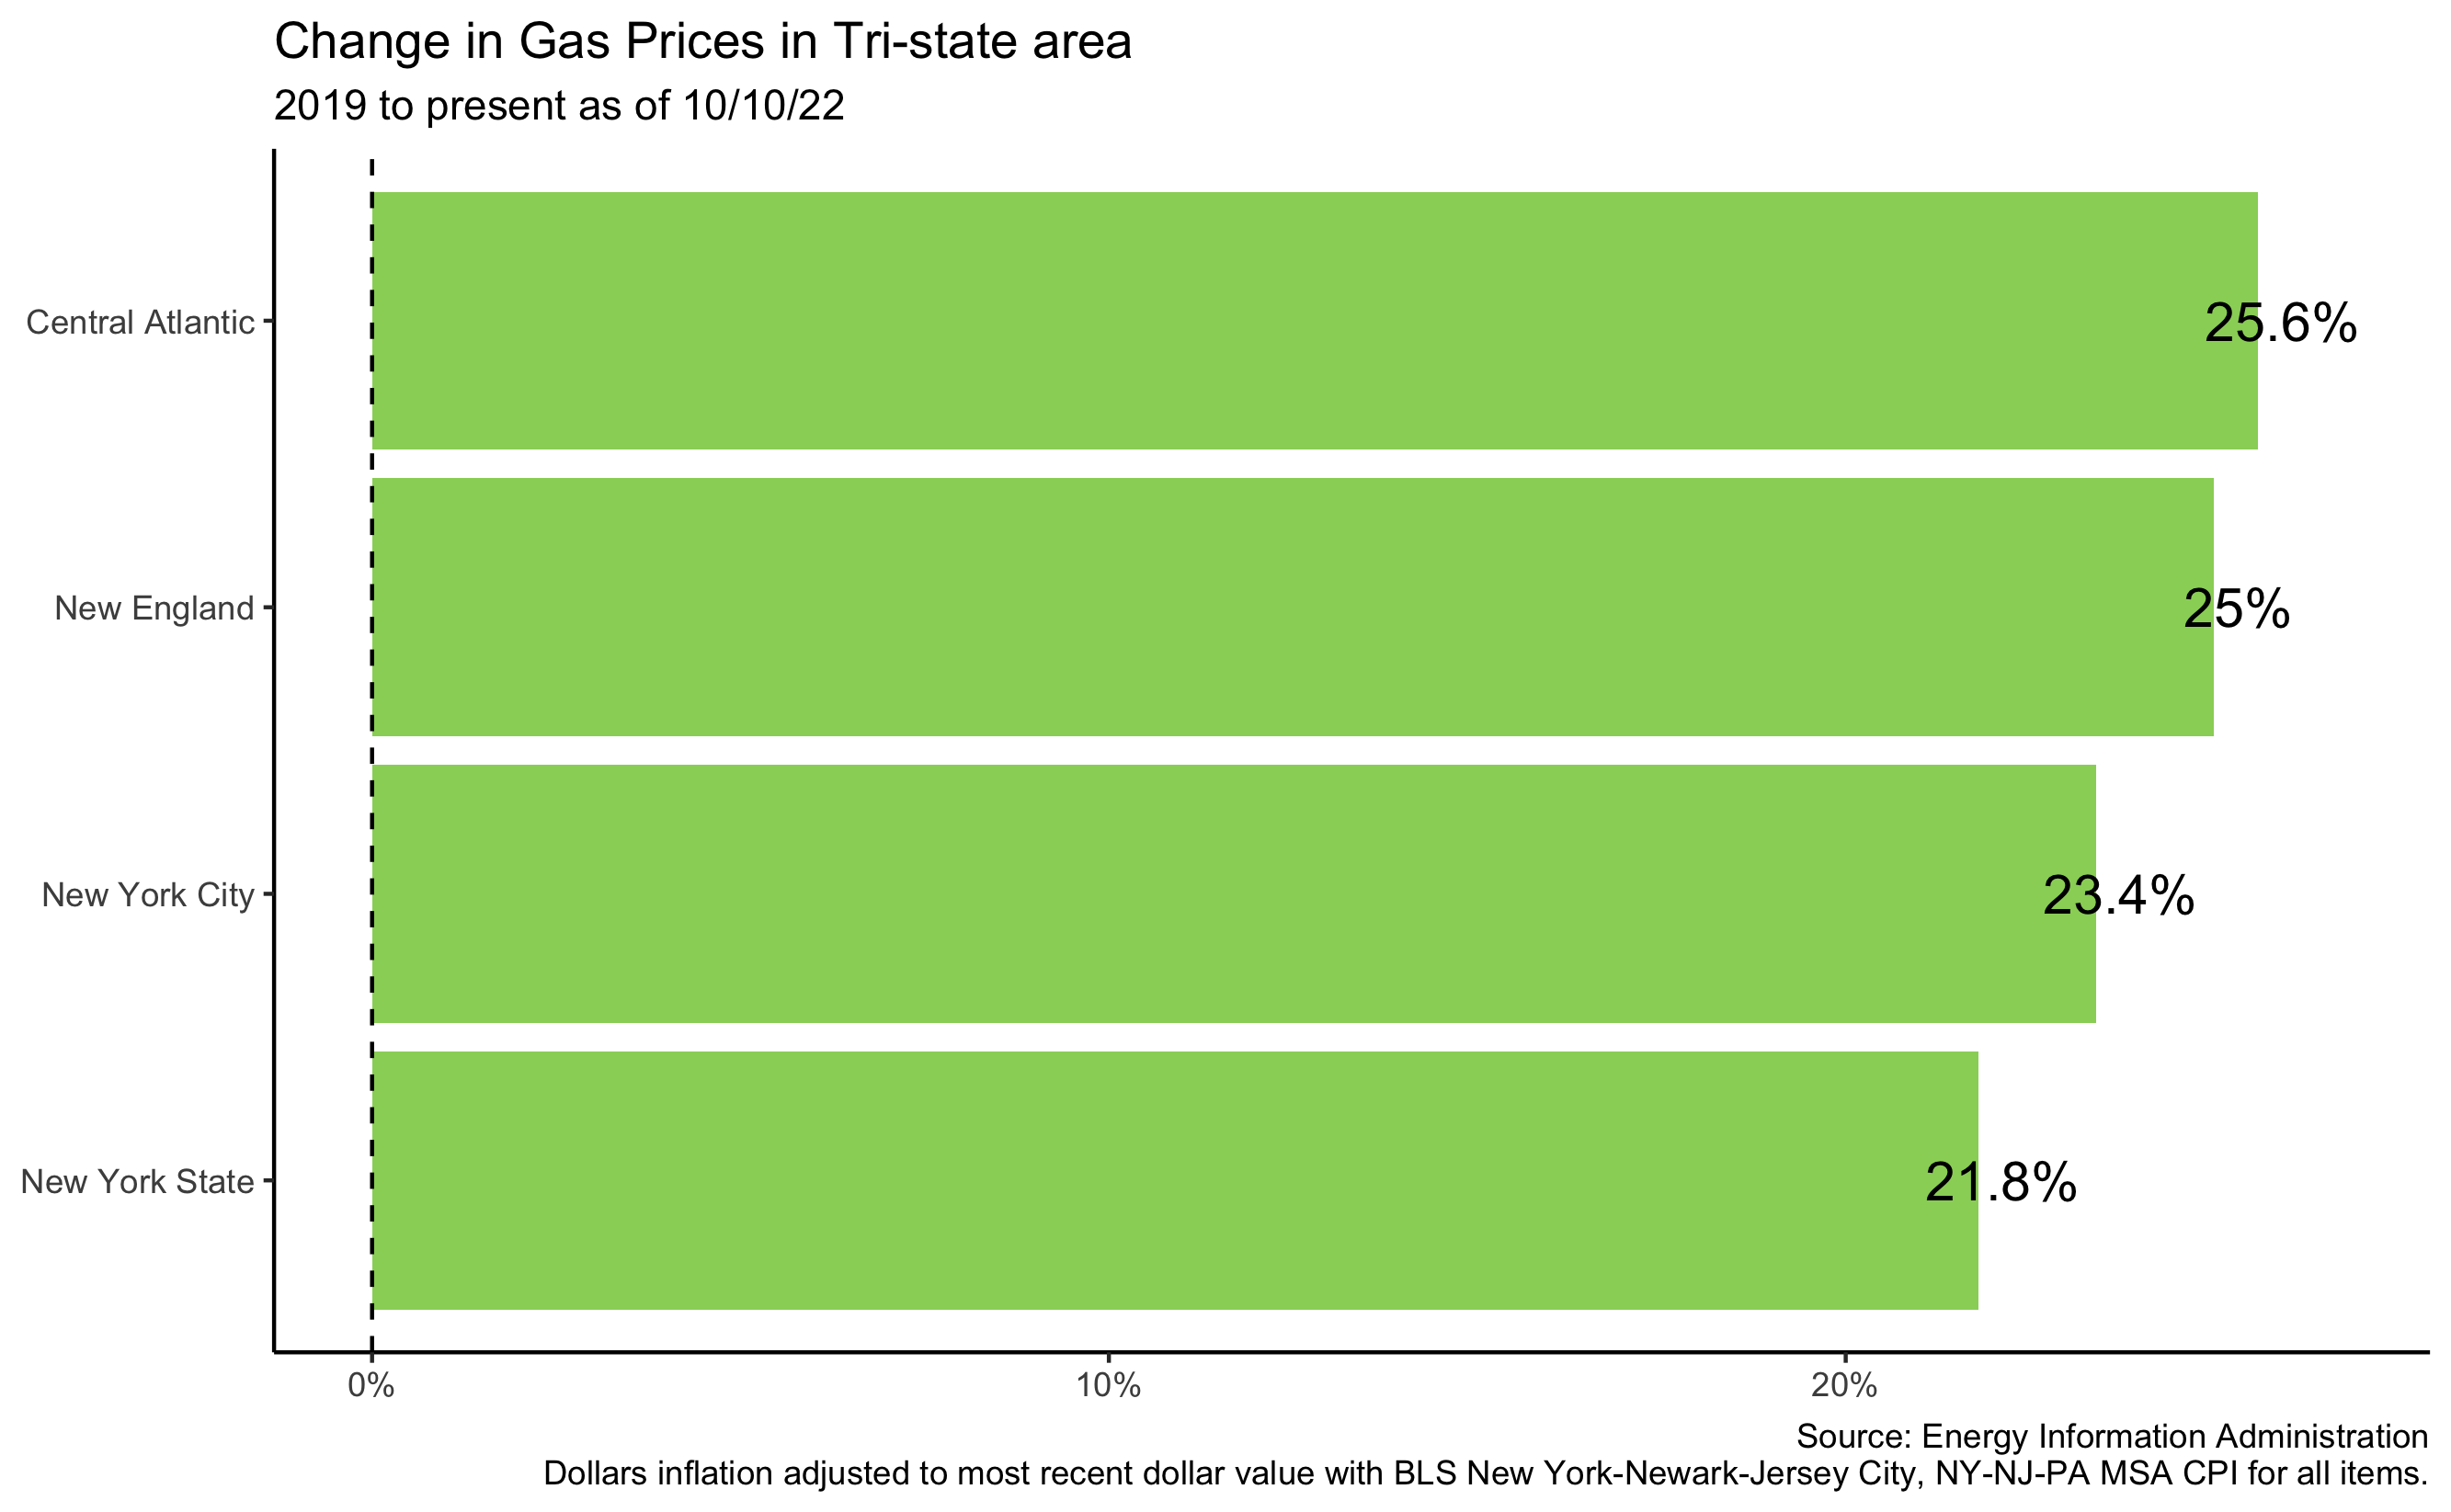 Change in Gas Prices in Tri-state area
2019 to present as of 10/10/22
Central Atlantic
25.6%
New England
25%
New York City
23.4%
New York State
21.8%
0%
10%
20%
Source: Energy Information Administration
Dollars inflation adjusted to most recent dollar value with BLS New York-Newark-Jersey City, NY-NJ-PA MSA CPI for all items.